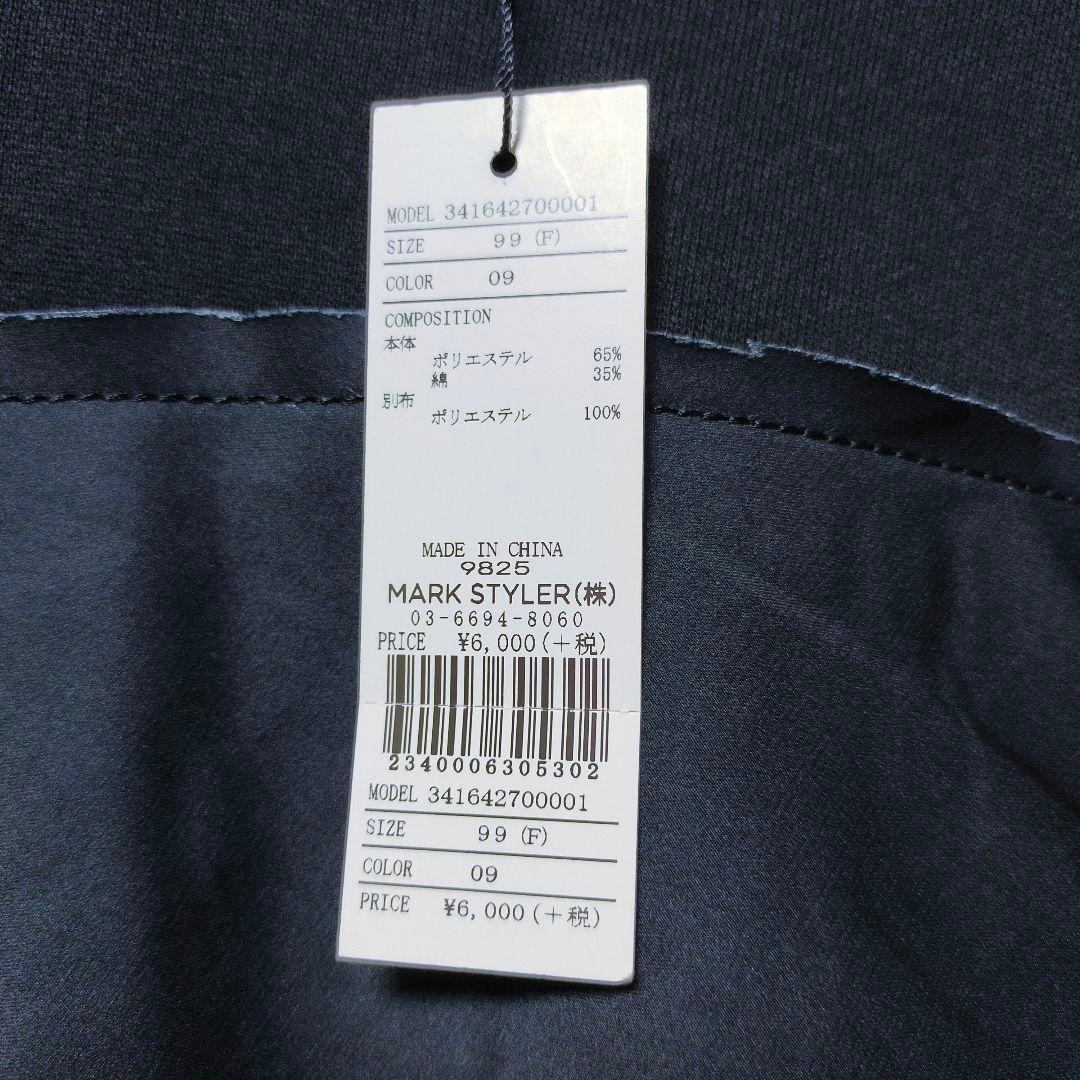 MODEL 341642700001
SIZE 99 (F)
COLOR 09
COMPOSITION
本体
ポリエステル 65%
綿 35%
別布
ポリエステル 100%
MADE IN CHINA
9825
MARK STYLER(株)
03-6694-8060
PRICE ¥6,000(+税)
2340006305302
MODEL 341642700001
SIZE 99 (F)
COLOR 09
PRICE ¥6,000(+税)